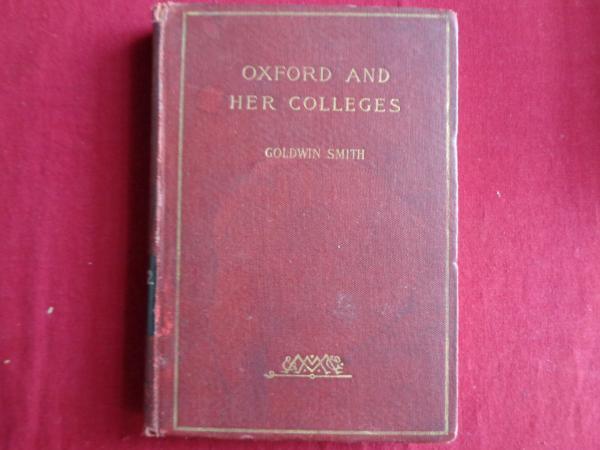 OXFORD AND
HER COLLEGES
GOLDWIN SMITH